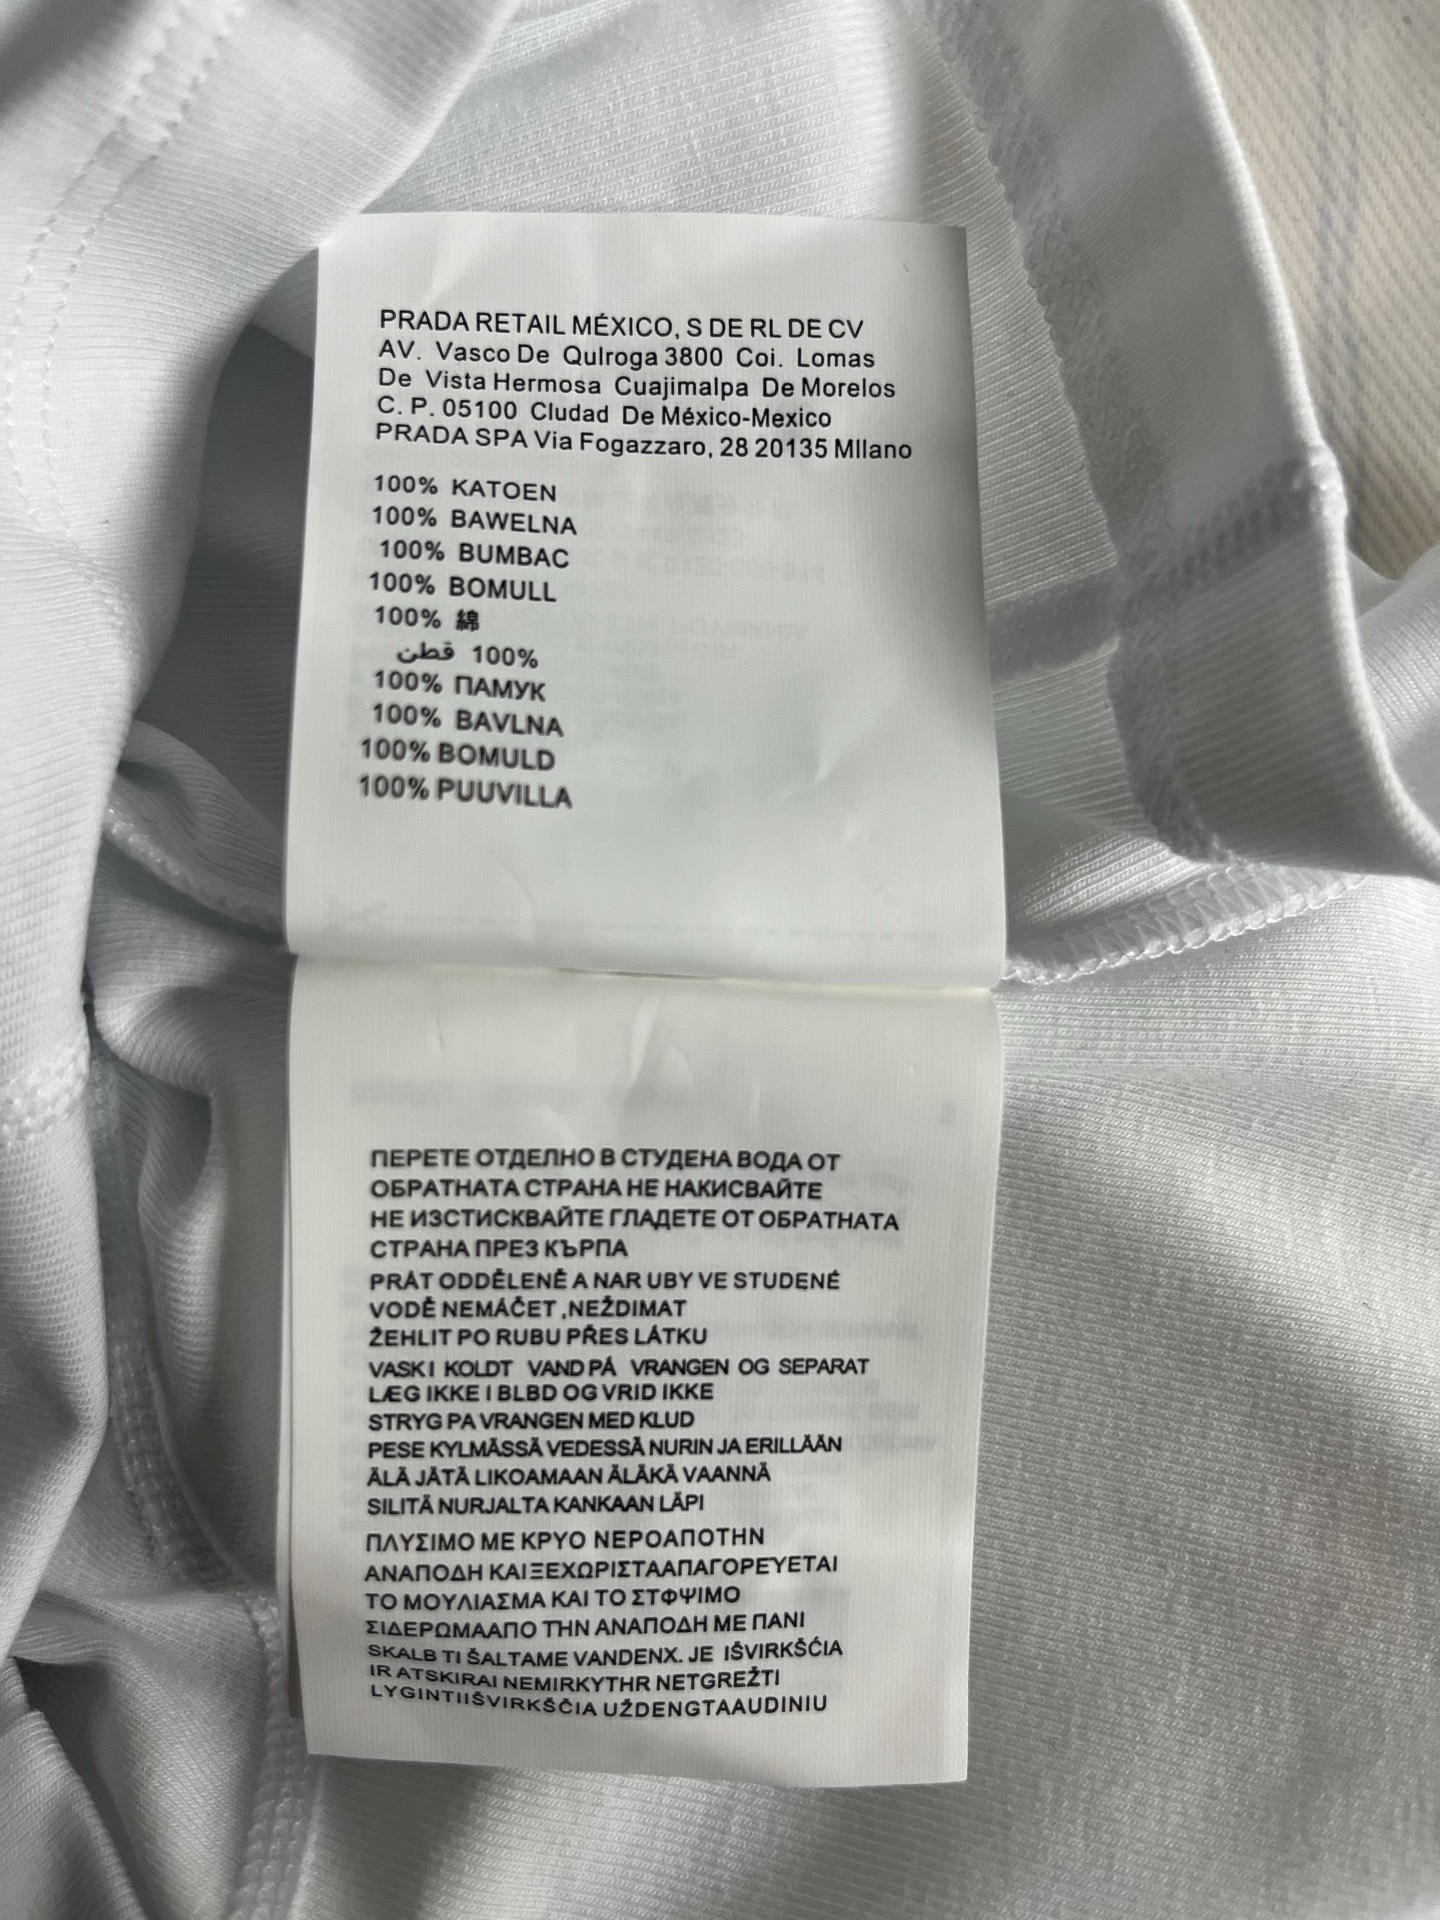 PRADA RETAIL MÉXICO, S DE RL DE CV
AV. Vasco De Qulroga 3800 Coi. Lomas
De Vista Hermosa Cuajimalpa De Morelos
C. P. 05100 Cludad De México-Mexico
PRADA SPA Via Fogazzaro, 28 20135 MIlano
100% KATOEN
100% BAWELNA
100% BUMBAC
100% BOMULL
100% 綿
100% قطن
100% ПАМУК
100% BAVLNA
100% BOMULD
100% PUUVILLA
ПЕРЕТЕ ОТДЕЛНО В СТУДЕНА ВОДА ОТ
ОБРАТНАТА СТРАНА НЕ НАКИСВАЙТЕ
НЕ ИЗСТИСКВАЙТЕ ГЛАДЕТЕ ОТ ОБРАТНАТА
СТРАНА ПРЕЗ КЪРПА
PRÁT ODDĚLENĚ A NAR UBY VE STUDENÉ
VODĚ NEMÁČET ,NEŽDIMAT
ŽEHLIT PO RUBU PŘES LÁTKU
VASK I KOLDT VAND PÅ VRANGEN OG SEPARAT
LÆG IKKE I BLBD OG VRID IKKE
STRYG PA VRANGEN MED KLUD
PESE KYLMÄSSÄ VEDESSÄ NURIN JA ERILLÄÄN
ÄLÄ JÄTÄ LIKOAMAAN ÄLÄKÄ VAANNÄ
SILITÄ NURJALTA KANKAAN LÄPI
ΠΛΥΣΙΜΟ ΜΕ ΚΡΥΟ ΝΕΡΟΑΠΟΤΗΝ
ΑΝΑΠΟΔΗ ΚΑΙΞΕΧΩΡΙΣΤΑΑΠΑΓΟΡΕΥΕΤΑΙ
ΤΟ ΜΟΥΛΙΑΣΜΑ ΚΑΙ ΤΟ ΣΤΦΨΙΜΟ
ΣΙΔΕΡΩΜΑΑΠΟ ΤΗΝ ΑΝΑΠΟΔΗ ΜΕ ΠΑΝΙ
SKALB TI ŠALTAME VANDENX. JE IŠVIRKŠĆIA
IR ATSKIRAI NEMIRKYTHR NETGREŽTI
LYGINTIIŠVIRKŠČIA UŽDENGTAAUDINIU